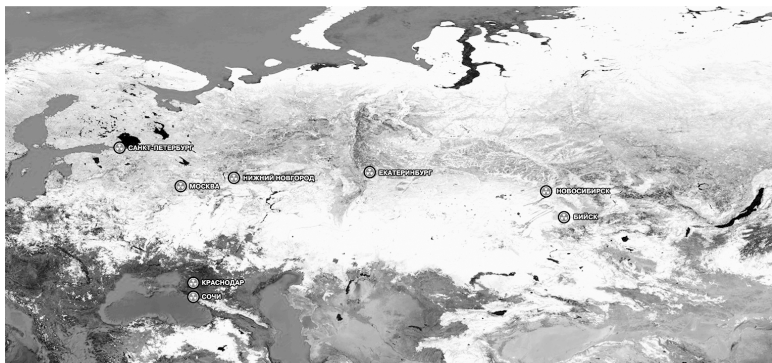 САНКТ-ПЕТЕРБУРГ
НИЖНИЙ НОВГОРОД
МОСКВА
ЕКАТЕРИНБУРГ
НОВОСИБИРСК
БИЙСК
КРАСНОДАР
СОЧИ